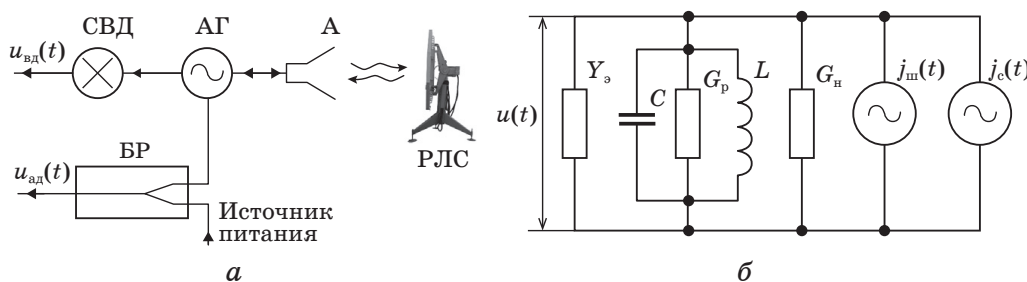 СВД
АГ
А
u_вд(t)
РЛС
БР
u_ад(t)
Источник
питания
а
u(t)
Y_э
C
G_р
L
G_н
j_ш(t)
j_с(t)
б